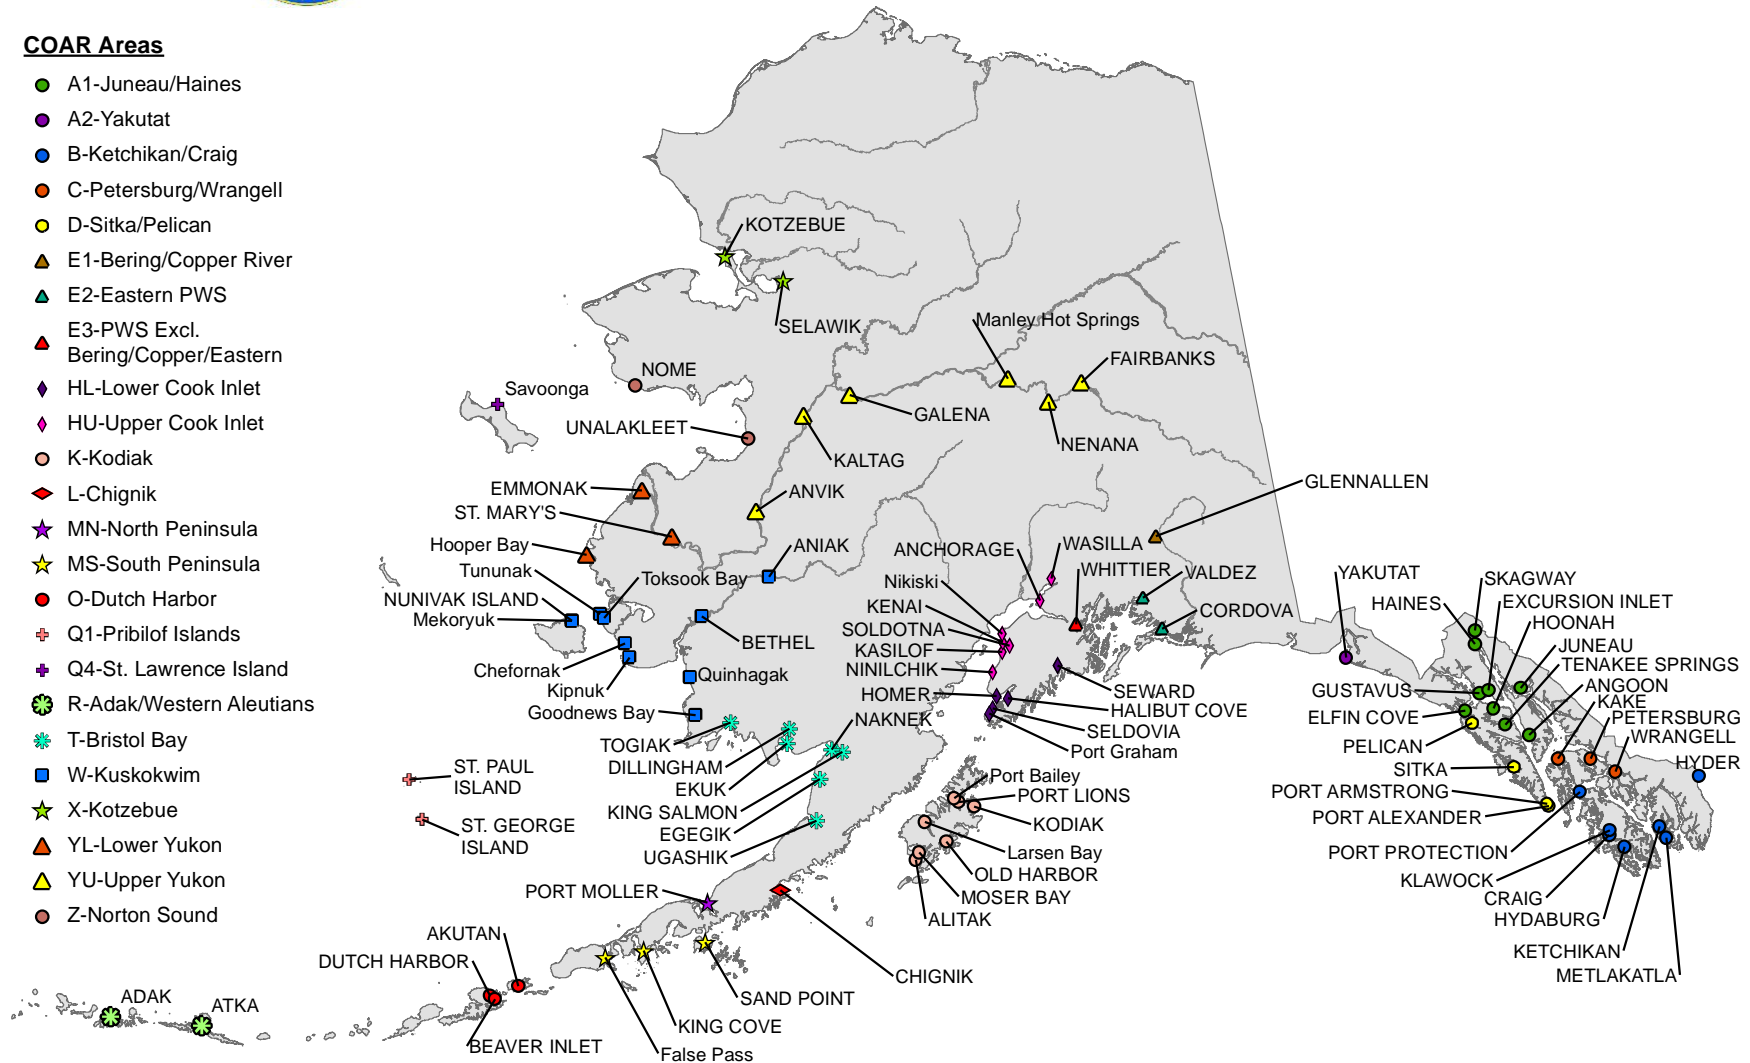 COAR Areas
A1-Juneau/Haines
A2-Yakutat
B-Ketchikan/Craig
C-Petersburg/Wrangell
D-Sitka/Pelican
E1-Bering/Copper River
E2-Eastern PWS
E3-PWS Excl.
Bering/Copper/Eastern
HL-Lower Cook Inlet
HU-Upper Cook Inlet
K-Kodiak
L-Chignik
MN-North Peninsula
MS-South Peninsula
O-Dutch Harbor
Q1-Pribilof Islands
Q4-St. Lawrence Island
R-Adak/Western Aleutians
T-Bristol Bay
W-Kuskokwim
X-Kotzebue
YL-Lower Yukon
YU-Upper Yukon
Z-Norton Sound
KOTZEBUE
SELAWIK
Manley Hot Springs
FAIRBANKS
NOME
Savoonga
GALENA
UNALAKLEET
NENANA
KALTAG
GLENNALLEN
EMMONAK
ANVIK
ST. MARY'S
Hooper Bay
ANIAK
ANCHORAGE
WASILLA
Tununak
Toksook Bay
WHITTIER
VALDEZ
Nikiski
NUNIVAK ISLAND
Mekoryuk
KENAI
CORDOVA
SOLDOTNA
BETHEL
KASILOF
Chefornak
NINILCHIK
Quinhagak
Kipnuk
HOMER
SEWARD
HALIBUT COVE
Goodnews Bay
NAKNEK
SELDOVIA
TOGIAK
Port Graham
DILLINGHAM
EKUK
ST. PAUL
ISLAND
Port Bailey
KING SALMON
PORT LIONS
ST. GEORGE
ISLAND
EGEGIK
KODIAK
UGASHIK
Larsen Bay
OLD HARBOR
PORT MOLLER
MOSER BAY
ALITAK
AKUTAN
DUTCH HARBOR
CHIGNIK
ADAK
ATKA
SAND POINT
KING COVE
BEAVER INLET
False Pass
YAKUTAT
SKAGWAY
HAINES
EXCURSION INLET
HOONAH
JUNEAU
TENAKEE SPRINGS
GUSTAVUS
ANGOON
KAKE
ELFIN COVE
PETERSBURG
PELICAN
WRANGELL
SITKA
HYDER
PORT ARMSTRONG
PORT ALEXANDER
PORT PROTECTION
KLAWOCK
CRAIG
HYDABURG
KETCHIKAN
METLAKATLA